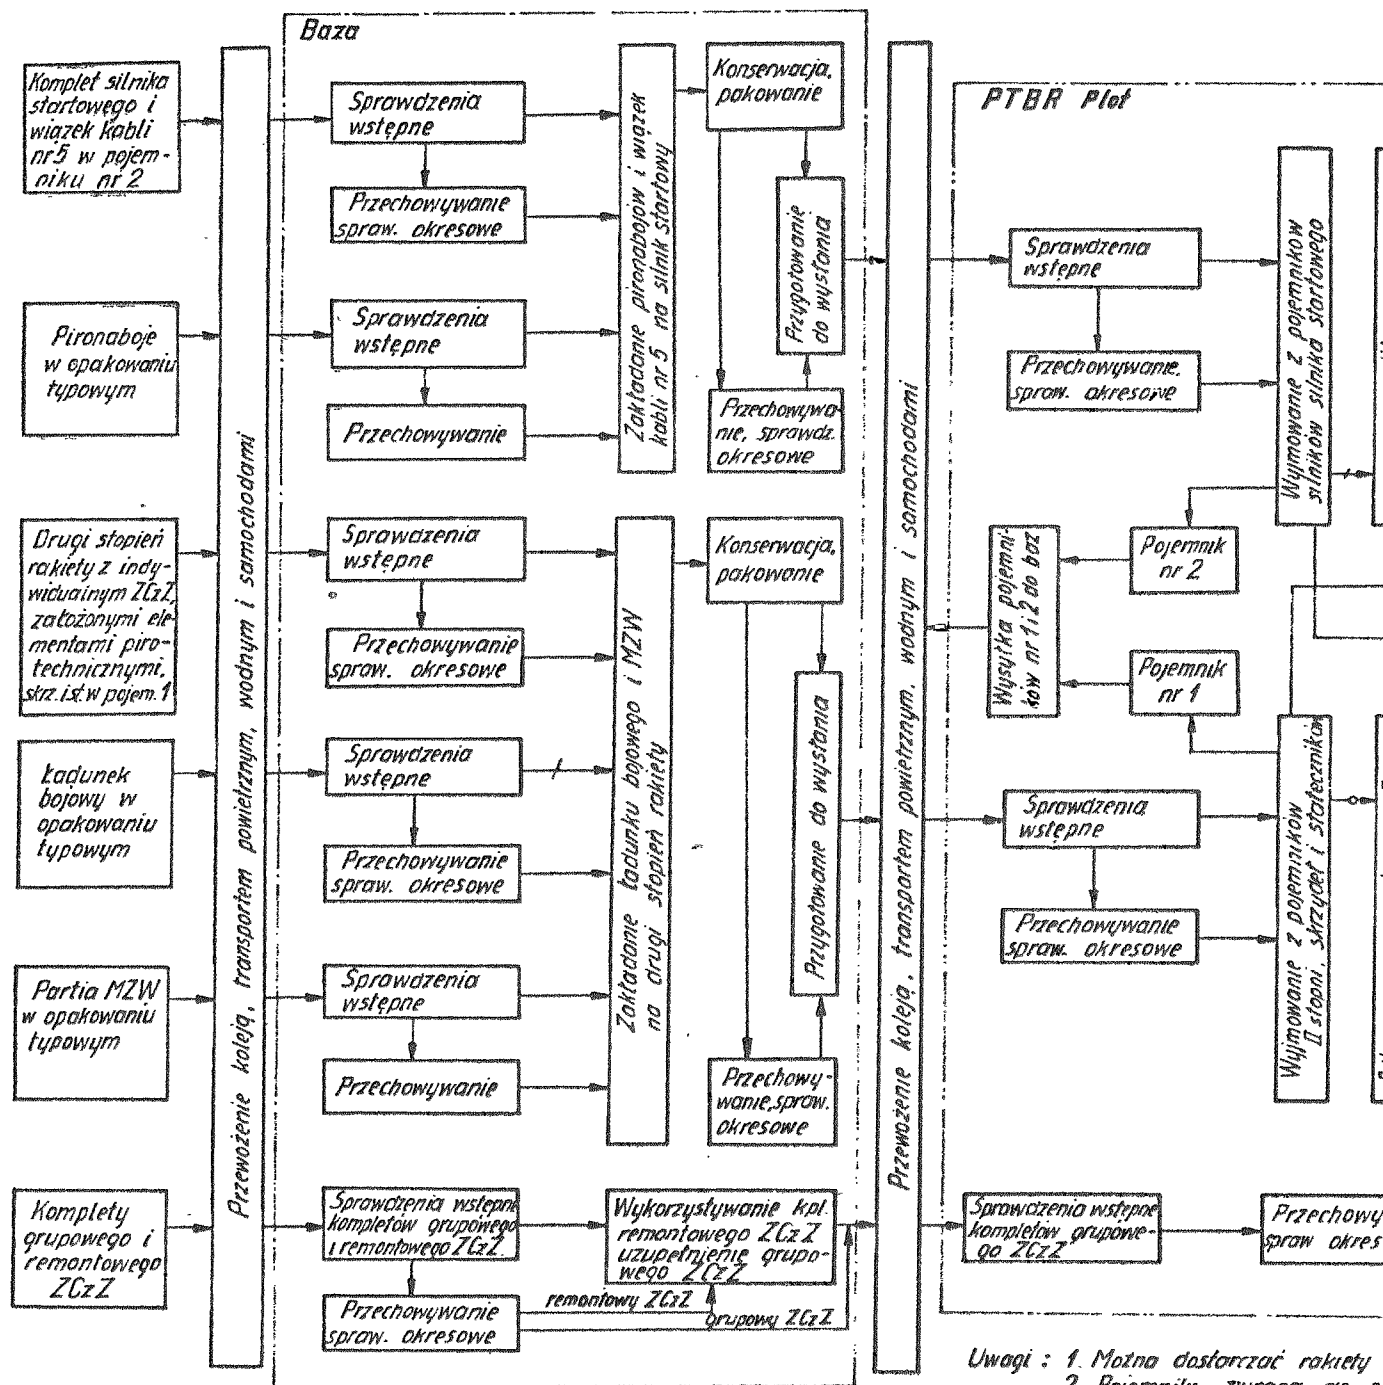 Baza
Komplet silnika
startowego i
wiązek kabli
nr 5 w pojem-
niku nr 2
Pironaboje
w opakowaniu
typowym
Drugi stopień
rakiety z indy-
widualnym ZCzZ,
założonymi ele-
mentami piro-
technicznymi,
skrz. i st. w pojem. 1
Ładunek
bojowy w
opakowaniu
typowym
Partia MZW
w opakowaniu
typowym
Komplety
grupowego i
remontowego
ZCzZ
Przewożenie koleją, transportem powietrznym, wodnym i samochodami
Sprawdzenia
wstępne
Przechowywanie
spraw. okresowe
Sprawdzenia
wstępne
Przechowywanie
Sprawdzenia
wstępne
Przechowywanie
spraw. okresowe
Sprawdzenia
wstępne
Przechowywanie
spraw. okresowe
Sprawdzenia
wstępne
Przechowywanie
Sprawdzenia wstępne
kompletów grupowego
i remontowego ZCzZ.
Przechowywanie
spraw. okresowe
Zakładanie pironabojów i wiązek
kabli nr 5 na silnik startowy
Zakładanie ładunku bojowego i MZW
na drugi stopień rakiety
Wykorzystywanie kpl.
remontowego ZCzZ
uzupełnienie grupo-
wego ZCzZ
remontowy ZCzZ
grupowy ZCzZ
Konserwacja,
pakowanie
Przygotowanie
do wysłania
Przechowywa-
nie, sprawdz.
okresowe
Konserwacja,
pakowanie
Przygotowanie do wysłania
Przechowy-
wanie, spraw.
okresowe
Przewożenie koleją, transportem powietrznym, wodnym i samochodami
PTBR Plot
Sprawdzenia
wstępne
Przechowywanie,
spraw. okresowe
Wyjmowanie z pojemników
silników silnika startowego
Pojemnik
nr 2
Pojemnik
nr 1
Wysyłka pojemni-
ków nr 1 i 2 do baz
Sprawdzenia
wstępne
Przechowywanie
spraw. okresowe
Wyjmowanie z pojemników
II stopni, skrzydeł i stateczników
Sprawdzenia wstępne
kompletów grupowe-
go ZCzZ
Przechowy
spraw okres
Uwagi : 1. Można dostarczać rakiety
2.